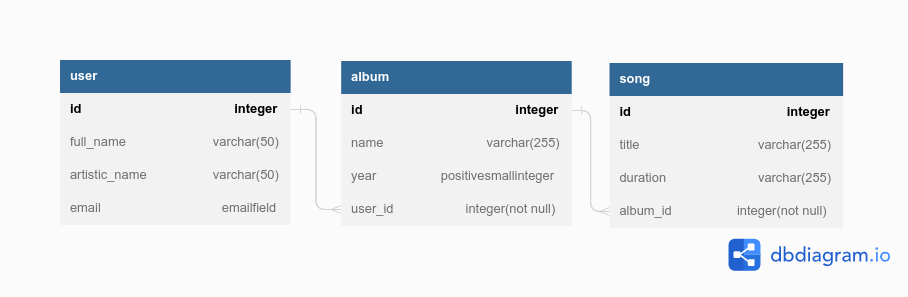 user
id integer
full_name varchar(50)
artistic_name varchar(50)
email emailfield
album
id integer
name varchar(255)
year positivesmallinteger
user_id integer(not null)
song
id integer
title varchar(255)
duration varchar(255)
album_id integer(not null)
dbdiagram.io